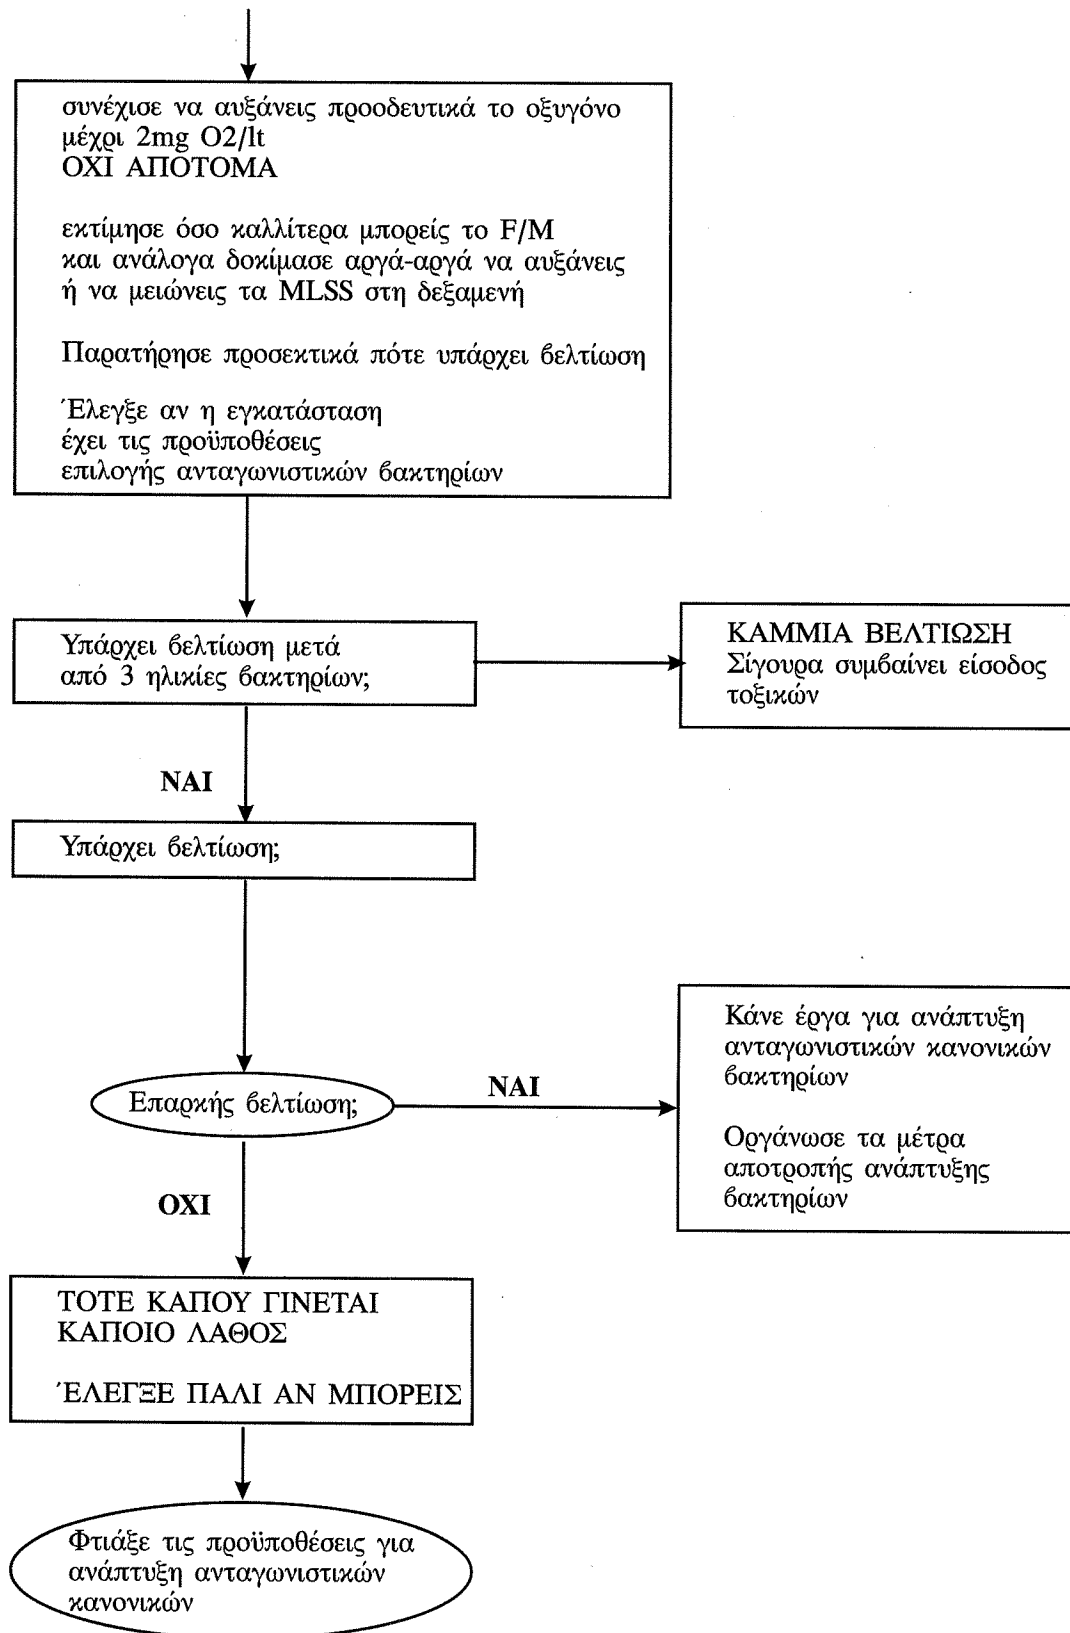 συνέχισε να αυξάνεις προοδευτικά το οξυγόνο
μέχρι 2mg O2/lt
ΟΧΙ ΑΠΟΤΟΜΑ
εκτίμησε όσο καλλίτερα μπορείς το F/M
και ανάλογα δοκίμασε αργά-αργά να αυξάνεις
ή να μειώνεις τα MLSS στη δεξαμενή
Παρατήρησε προσεκτικά πότε υπάρχει βελτίωση
Έλεγξε αν η εγκατάσταση
έχει τις προϋποθέσεις
επιλογής ανταγωνιστικών βακτηρίων
Υπάρχει βελτίωση μετά
από 3 ηλικίες βακτηρίων;
ΚΑΜΜΙΑ ΒΕΛΤΙΩΣΗ
Σίγουρα συμβαίνει είσοδος
τοξικών
ΝΑΙ
Υπάρχει βελτίωση;
Επαρκής βελτίωση;
ΝΑΙ
Κάνε έργα για ανάπτυξη
ανταγωνιστικών κανονικών
βακτηρίων
Οργάνωσε τα μέτρα
αποτροπής ανάπτυξης
βακτηρίων
ΟΧΙ
ΤΟΤΕ ΚΑΠΟΥ ΓΙΝΕΤΑΙ
ΚΑΠΟΙΟ ΛΑΘΟΣ
ΈΛΕΓΞΕ ΠΑΛΙ ΑΝ ΜΠΟΡΕΙΣ
Φτιάξε τις προϋποθέσεις για
ανάπτυξη ανταγωνιστικών
κανονικών